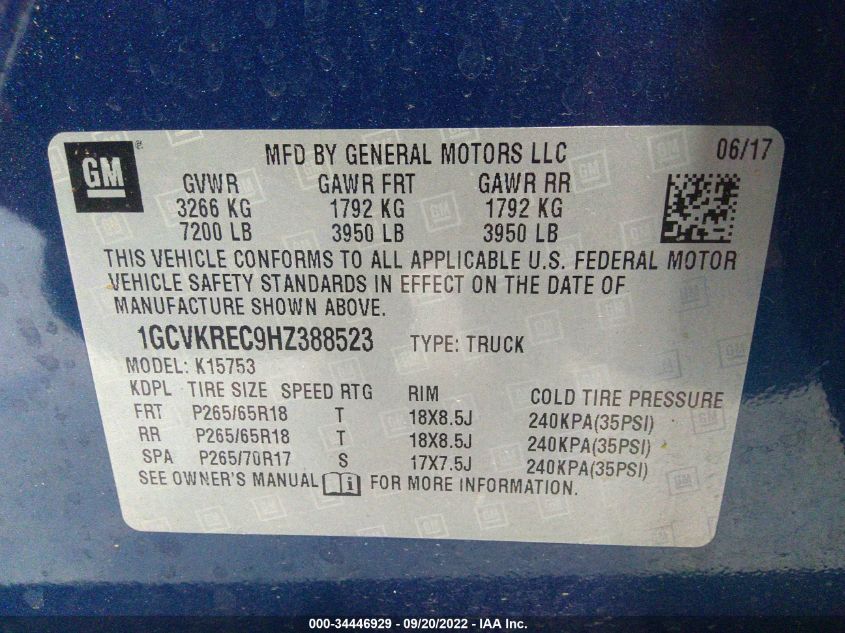 GM
®
MFD BY GENERAL MOTORS LLC 06/17
GVWR GAWR FRT GAWR RR
3266 KG 1792 KG 1792 KG
7200 LB 3950 LB 3950 LB
THIS VEHICLE CONFORMS TO ALL APPLICABLE U.S. FEDERAL MOTOR
VEHICLE SAFETY STANDARDS IN EFFECT ON THE DATE OF
MANUFACTURE SHOWN ABOVE.
1GCVKREC9HZ388523 TYPE: TRUCK
MODEL: K15753
KDPL TIRE SIZE SPEED RTG RIM COLD TIRE PRESSURE
FRT P265/65R18 T 18X8.5J 240KPA(35PSI)
RR P265/65R18 T 18X8.5J 240KPA(35PSI)
SPA P265/70R17 S 17X7.5J 240KPA(35PSI)
SEE OWNER'S MANUAL i FOR MORE INFORMATION.
000-34446929 - 09/20/2022 - IAA Inc.